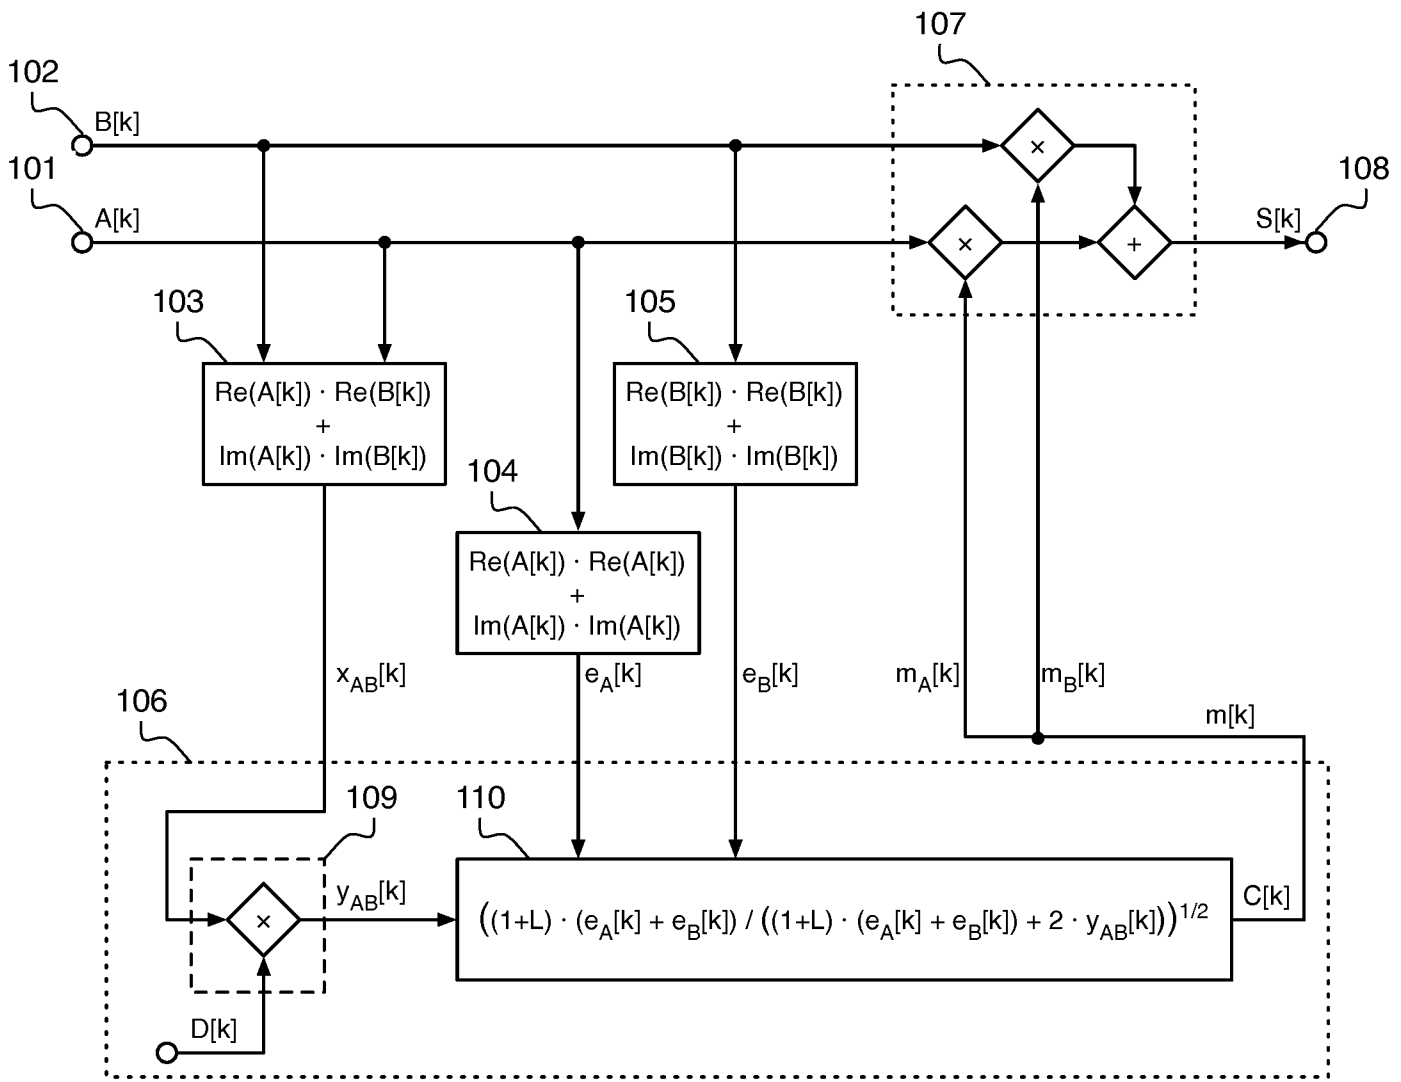 107
102
B[k]
×
101
A[k]
108
S[k]
×
+
103
105
Re(A[k]) · Re(B[k])
+
Im(A[k]) · Im(B[k])
Re(B[k]) · Re(B[k])
+
Im(B[k]) · Im(B[k])
104
Re(A[k]) · Re(A[k])
+
Im(A[k]) · Im(A[k])
xAB[k]
eA[k]
eB[k]
mA[k]
mB[k]
106
m[k]
109
110
yAB[k]
×
((1+L) · (eA[k] + eB[k]) / ((1+L) · (eA[k] + eB[k]) + 2 · yAB[k]))1/2
C[k]
D[k]